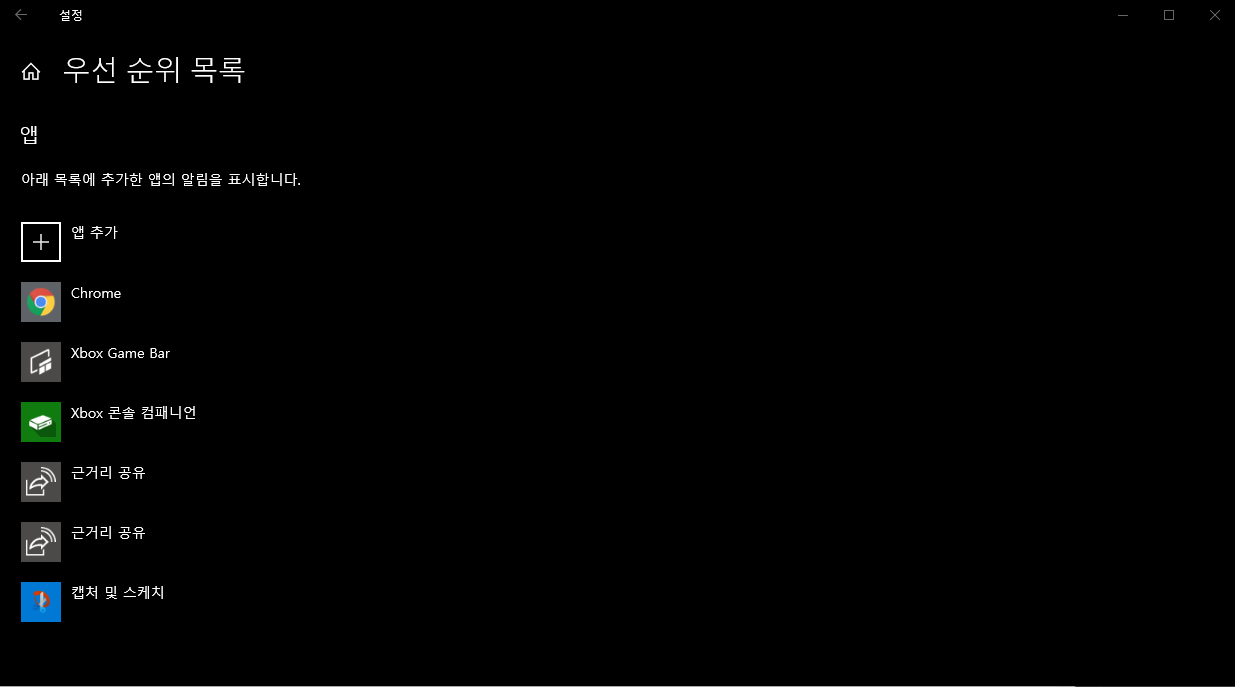 설정
우선 순위 목록
앱
아래 목록에 추가한 앱의 알림을 표시합니다.
앱 추가
Chrome
Xbox Game Bar
Xbox 콘솔 컴패니언
근거리 공유
근거리 공유
캡처 및 스케치